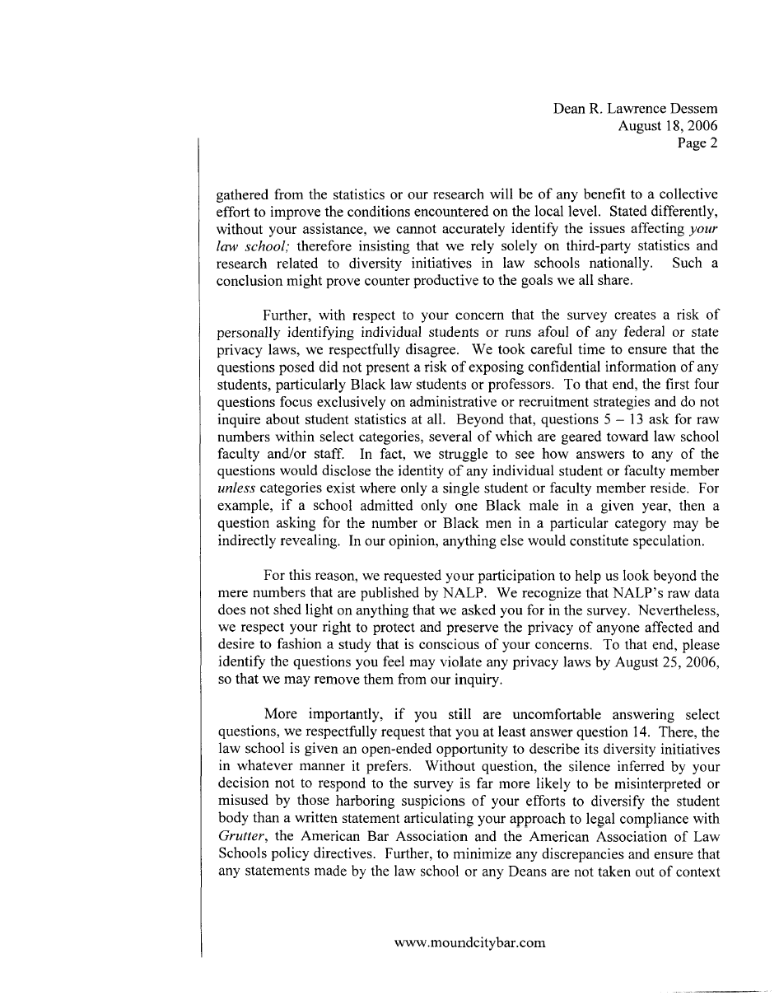 Dean R. Lawrence Dessem
August 18, 2006
Page 2
gathered from the statistics or our research will be of any benefit to a collective
effort to improve the conditions encountered on the local level. Stated differently,
without your assistance, we cannot accurately identify the issues affecting your
law school; therefore insisting that we rely solely on third-party statistics and
research related to diversity initiatives in law schools nationally. Such a
conclusion might prove counter productive to the goals we all share.
Further, with respect to your concern that the survey creates a risk of
personally identifying individual students or runs afoul of any federal or state
privacy laws, we respectfully disagree. We took careful time to ensure that the
questions posed did not present a risk of exposing confidential information of any
students, particularly Black law students or professors. To that end, the first four
questions focus exclusively on administrative or recruitment strategies and do not
inquire about student statistics at all. Beyond that, questions 5 – 13 ask for raw
numbers within select categories, several of which are geared toward law school
faculty and/or staff. In fact, we struggle to see how answers to any of the
questions would disclose the identity of any individual student or faculty member
unless categories exist where only a single student or faculty member reside. For
example, if a school admitted only one Black male in a given year, then a
question asking for the number or Black men in a particular category may be
indirectly revealing. In our opinion, anything else would constitute speculation.
For this reason, we requested your participation to help us look beyond the
mere numbers that are published by NALP. We recognize that NALP's raw data
does not shed light on anything that we asked you for in the survey. Nevertheless,
we respect your right to protect and preserve the privacy of anyone affected and
desire to fashion a study that is conscious of your concerns. To that end, please
identify the questions you feel may violate any privacy laws by August 25, 2006,
so that we may remove them from our inquiry.
More importantly, if you still are uncomfortable answering select
questions, we respectfully request that you at least answer question 14. There, the
law school is given an open-ended opportunity to describe its diversity initiatives
in whatever manner it prefers. Without question, the silence inferred by your
decision not to respond to the survey is far more likely to be misinterpreted or
misused by those harboring suspicions of your efforts to diversify the student
body than a written statement articulating your approach to legal compliance with
Grutter, the American Bar Association and the American Association of Law
Schools policy directives. Further, to minimize any discrepancies and ensure that
any statements made by the law school or any Deans are not taken out of context
www.moundcitybar.com